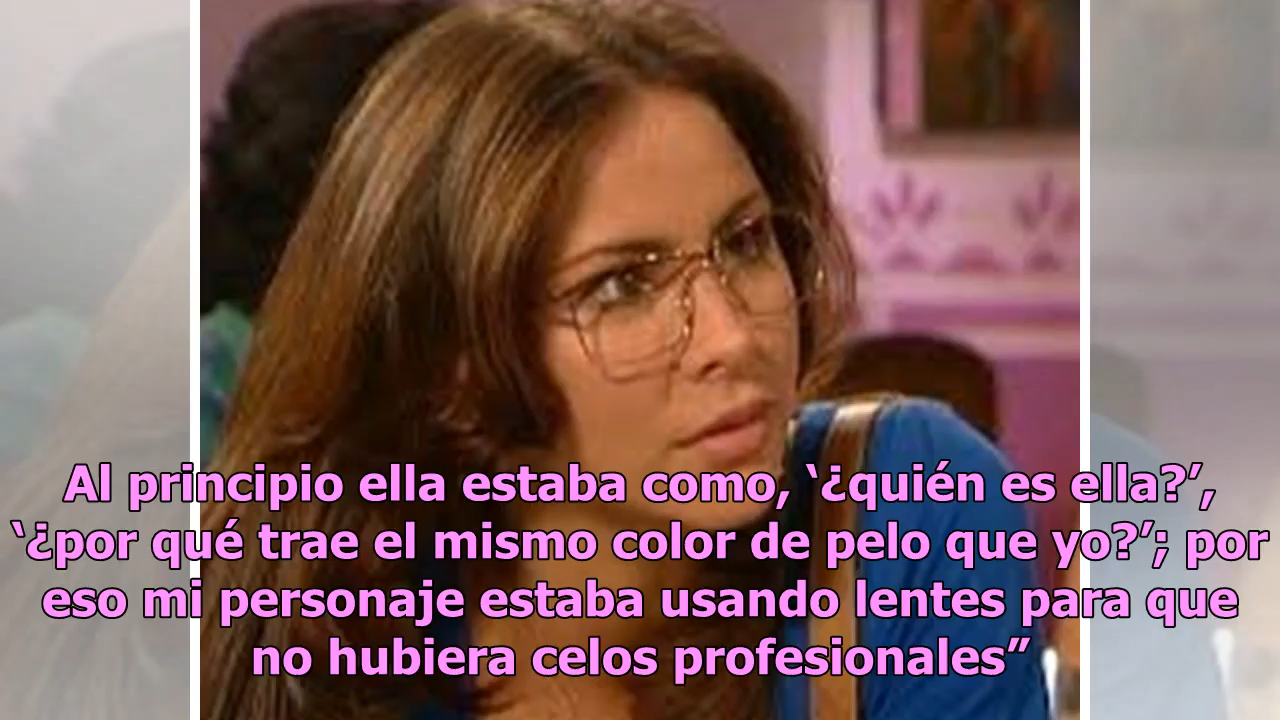 Al principio ella estaba como, ‘¿quién es ella?’,
‘¿por qué trae el mismo color de pelo que yo?’; por
eso mi personaje estaba usando lentes para que
no hubiera celos profesionales”